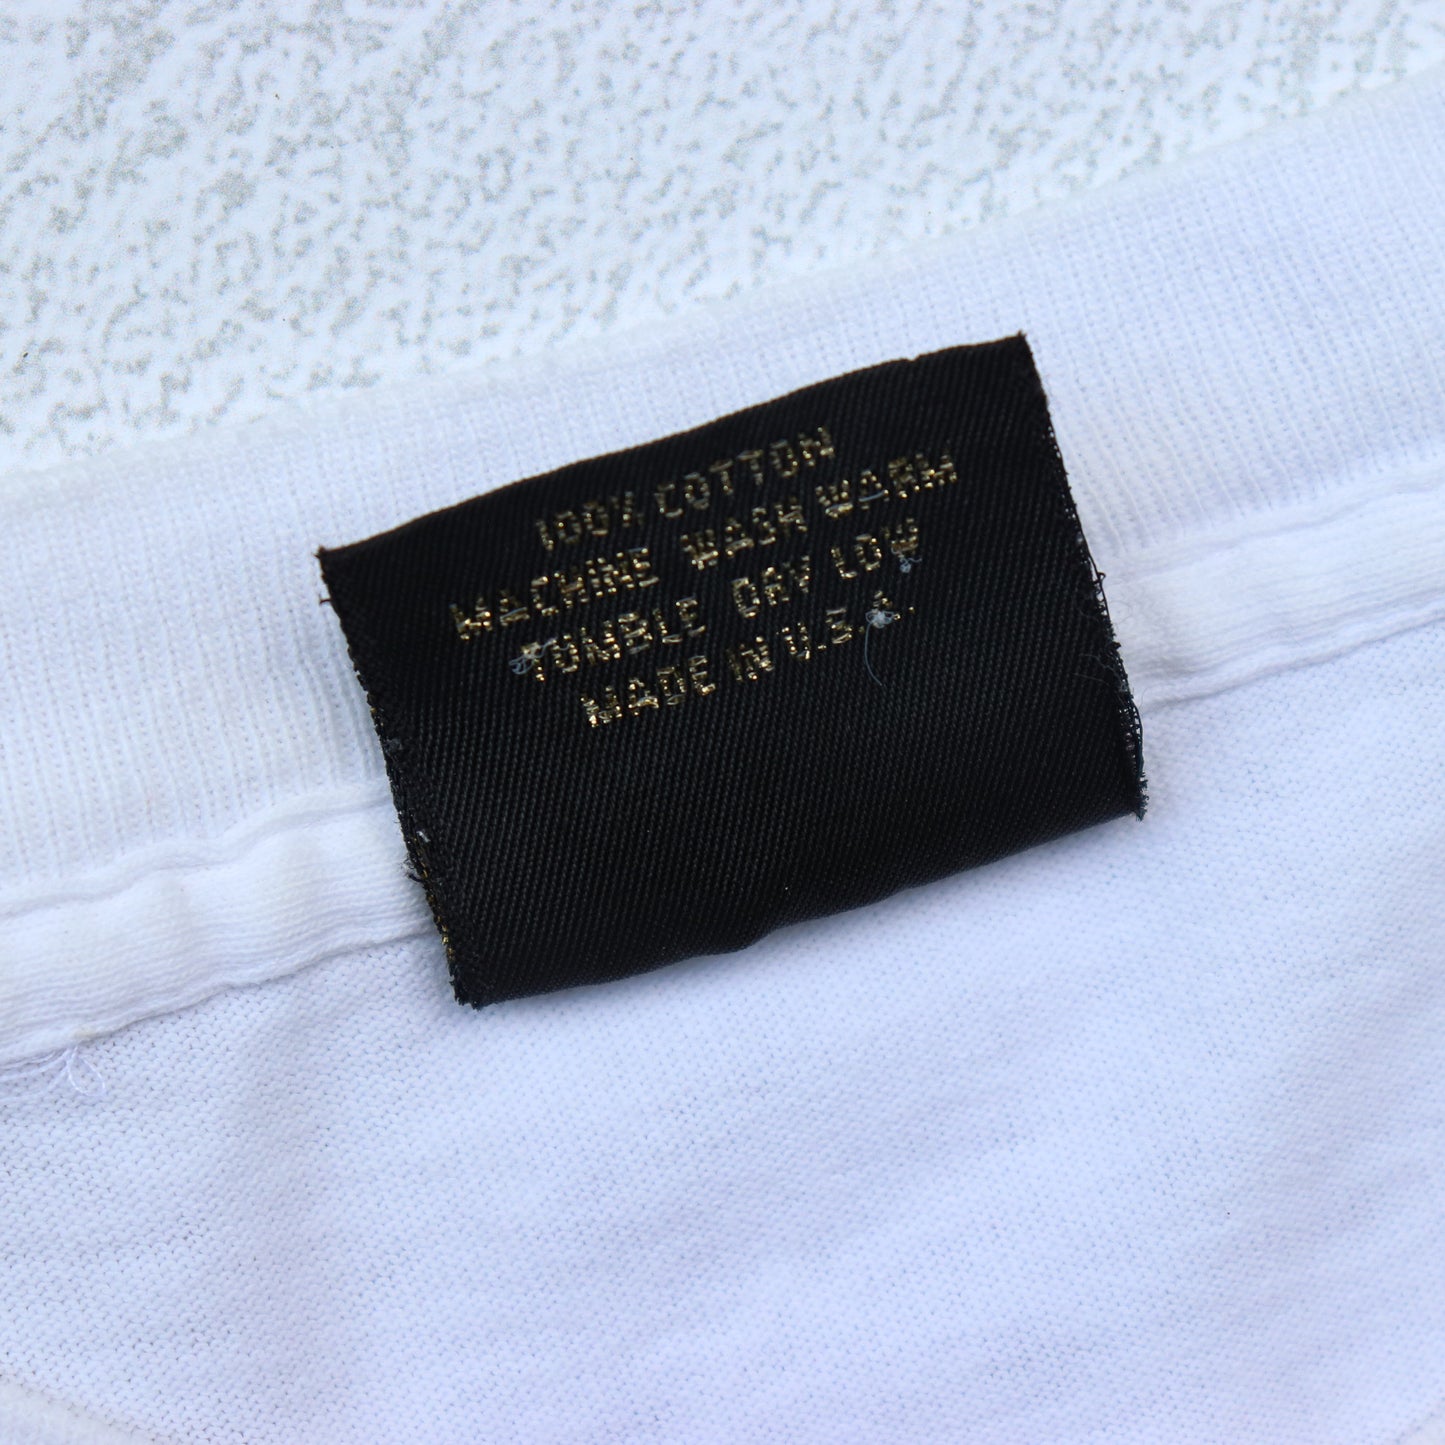 100% COTTON
MACHINE WASH WARM
TUMBLE DRY LOW
MADE IN U.S.A.